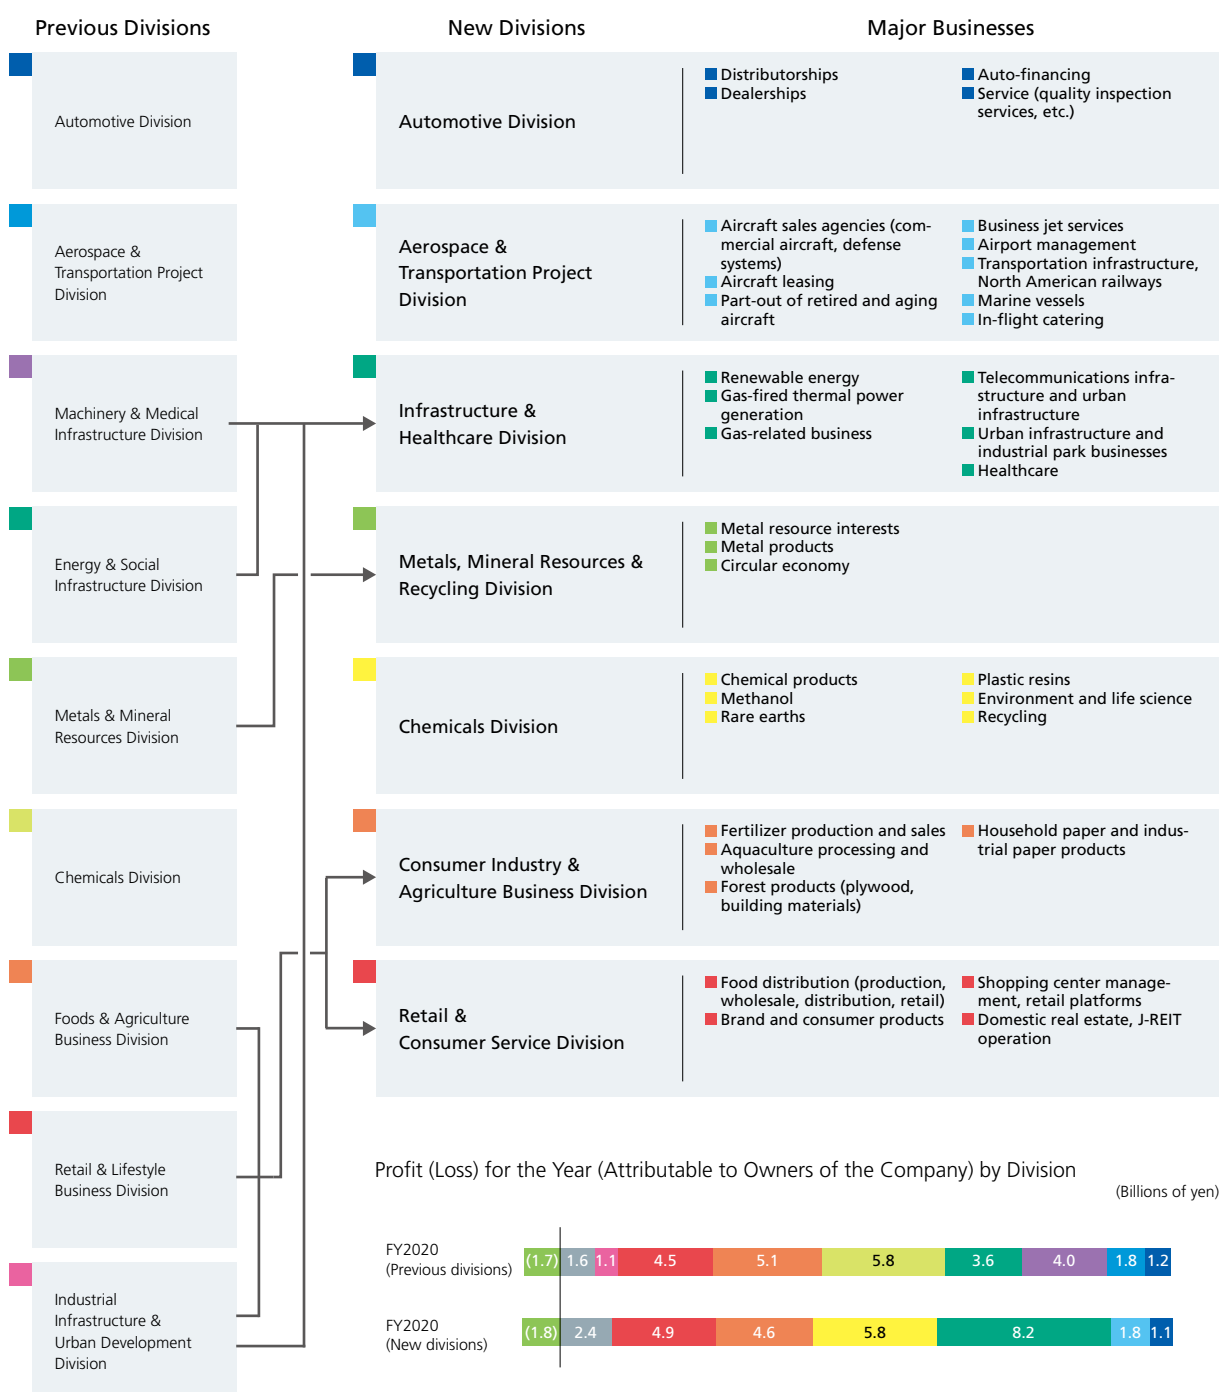 Previous Divisions
New Divisions
Major Businesses
Automotive Division
Automotive Division
Distributorships
Dealerships
Auto-financing
Service (quality inspection
services, etc.)
Aerospace &
Transportation Project
Division
Aerospace &
Transportation Project
Division
Aircraft sales agencies (com-
mercial aircraft, defense
systems)
Aircraft leasing
Part-out of retired and aging
aircraft
Business jet services
Airport management
Transportation infrastructure,
North American railways
Marine vessels
In-flight catering
Machinery & Medical
Infrastructure Division
Infrastructure &
Healthcare Division
Renewable energy
Gas-fired thermal power
generation
Gas-related business
Telecommunications infra-
structure and urban
infrastructure
Urban infrastructure and
industrial park businesses
Healthcare
Energy & Social
Infrastructure Division
Metals, Mineral Resources &
Recycling Division
Metal resource interests
Metal products
Circular economy
Metals & Mineral
Resources Division
Chemicals Division
Chemical products
Methanol
Rare earths
Plastic resins
Environment and life science
Recycling
Chemicals Division
Consumer Industry &
Agriculture Business Division
Fertilizer production and sales
Aquaculture processing and
wholesale
Forest products (plywood,
building materials)
Household paper and indus-
trial paper products
Foods & Agriculture
Business Division
Retail &
Consumer Service Division
Food distribution (production,
wholesale, distribution, retail)
Brand and consumer products
Shopping center manage-
ment, retail platforms
Domestic real estate, J-REIT
operation
Retail & Lifestyle
Business Division
Industrial
Infrastructure &
Urban Development
Division
Profit (Loss) for the Year (Attributable to Owners of the Company) by Division
(Billions of yen)
FY2020
(Previous divisions)
(1.7) 1.6 1.1 4.5 5.1 5.8 3.6 4.0 1.8 1.2
FY2020
(New divisions)
(1.8) 2.4 4.9 4.6 5.8 8.2 1.8 1.1